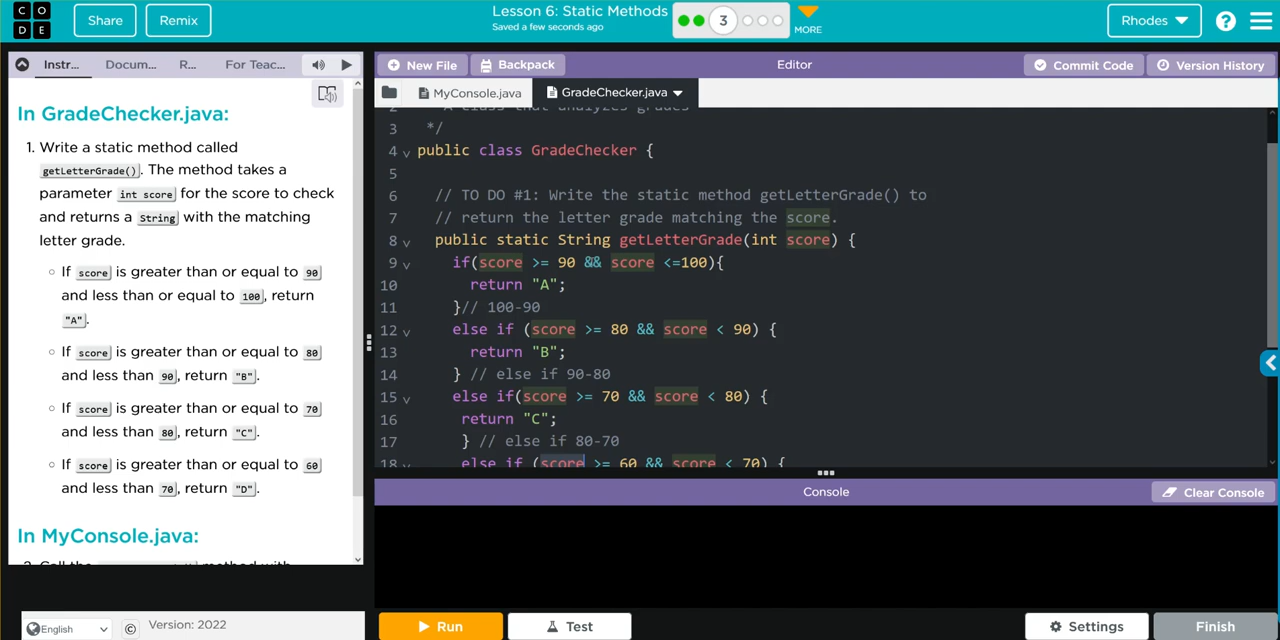 C O
D E
Share
Remix
Lesson 6: Static Methods
Saved a few seconds ago
3
MORE
Rhodes
?
Instr...
Docum...
R...
For Teac...
New File
Backpack
Editor
Commit Code
Version History
MyConsole.java
GradeChecker.java
In GradeChecker.java:
1. Write a static method called
getLetterGrade(). The method takes a
parameter int score for the score to check
and returns a String with the matching
letter grade.
If score is greater than or equal to 90
and less than or equal to 100, return
"A".
If score is greater than or equal to 80
and less than 90, return "B".
If score is greater than or equal to 70
and less than 80, return "C".
If score is greater than or equal to 60
and less than 70, return "D".
In MyConsole.java:
2 A class that analyzes grades
3 */
4 public class GradeChecker {
5
6 // TO DO #1: Write the static method getLetterGrade() to
7 // return the letter grade matching the score.
8 public static String getLetterGrade(int score) {
9 if(score >= 90 && score <=100){
10 return "A";
11 }// 100-90
12 else if (score >= 80 && score < 90) {
13 return "B";
14 } // else if 90-80
15 else if(score >= 70 && score < 80) {
16 return "C";
17 } // else if 80-70
18 else if (score >= 60 && score < 70) {
Console
Clear Console
English
©
Version: 2022
Run
Test
Settings
Finish